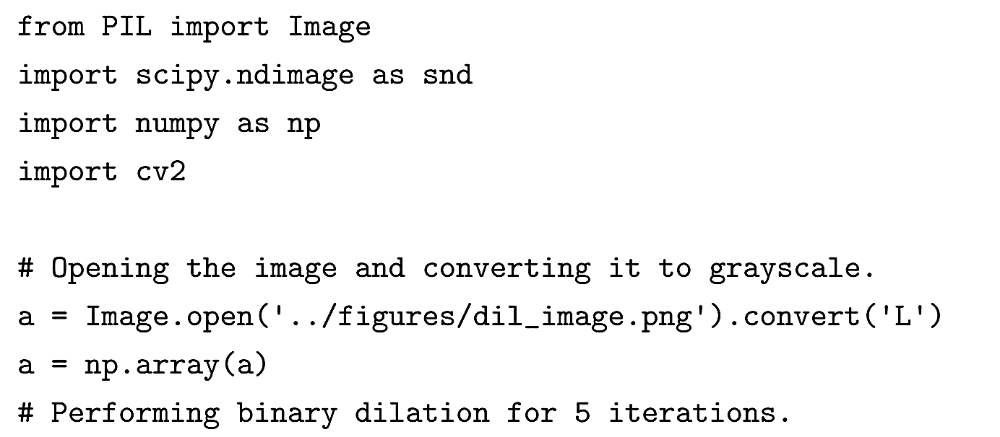 from PIL import Image
import scipy.ndimage as snd
import numpy as np
import cv2
# Opening the image and converting it to grayscale.
a = Image.open('../figures/dil_image.png').convert('L')
a = np.array(a)
# Performing binary dilation for 5 iterations.